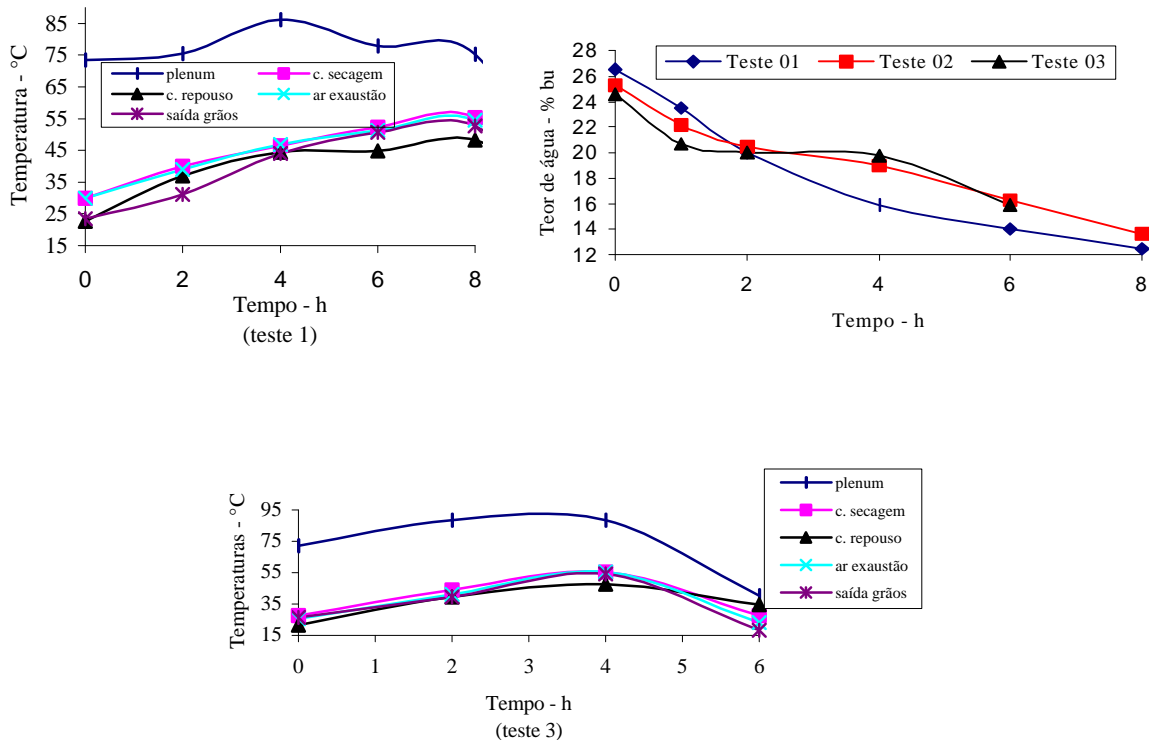 Temperatura - °C
85
75
65
55
45
35
25
15
plenum
c. secagem
c. repouso
ar exaustão
saída grãos
0 2 4 6 8
Tempo - h
(teste 1)
Teor de água - % bu
28
26
24
22
20
18
16
14
12
Teste 01
Teste 02
Teste 03
0 2 4 6 8
Tempo - h
Temperaturas - °C
95
75
55
35
15
plenum
c. secagem
c. repouso
ar exaustão
saída grãos
0 1 2 3 4 5 6
Tempo - h
(teste 3)